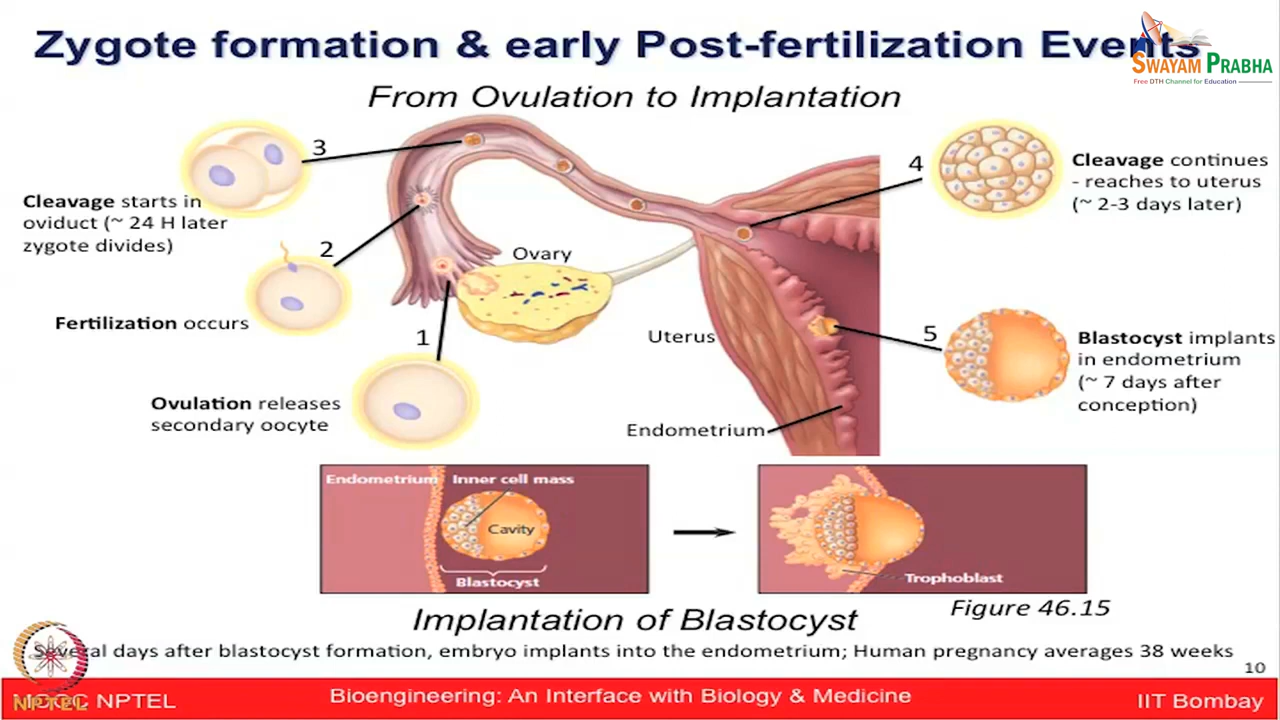 Zygote formation & early Post-fertilization Events
SWAYAM PRABHA
Free DTH Channel for Education
From Ovulation to Implantation
3
Cleavage starts in
oviduct (~ 24 H later
zygote divides)
2
Fertilization occurs
1
Ovulation releases
secondary oocyte
Ovary
Uterus
Endometrium
4
Cleavage continues
- reaches to uterus
(~ 2-3 days later)
5
Blastocyst implants
in endometrium
(~ 7 days after
conception)
Endometrium
Inner cell mass
Cavity
Blastocyst
Trophoblast
Figure 46.15
Implantation of Blastocyst
Several days after blastocyst formation, embryo implants into the endometrium; Human pregnancy averages 38 weeks
10
MOOC NPTEL
NPTEL
Bioengineering: An Interface with Biology & Medicine
IIT Bombay